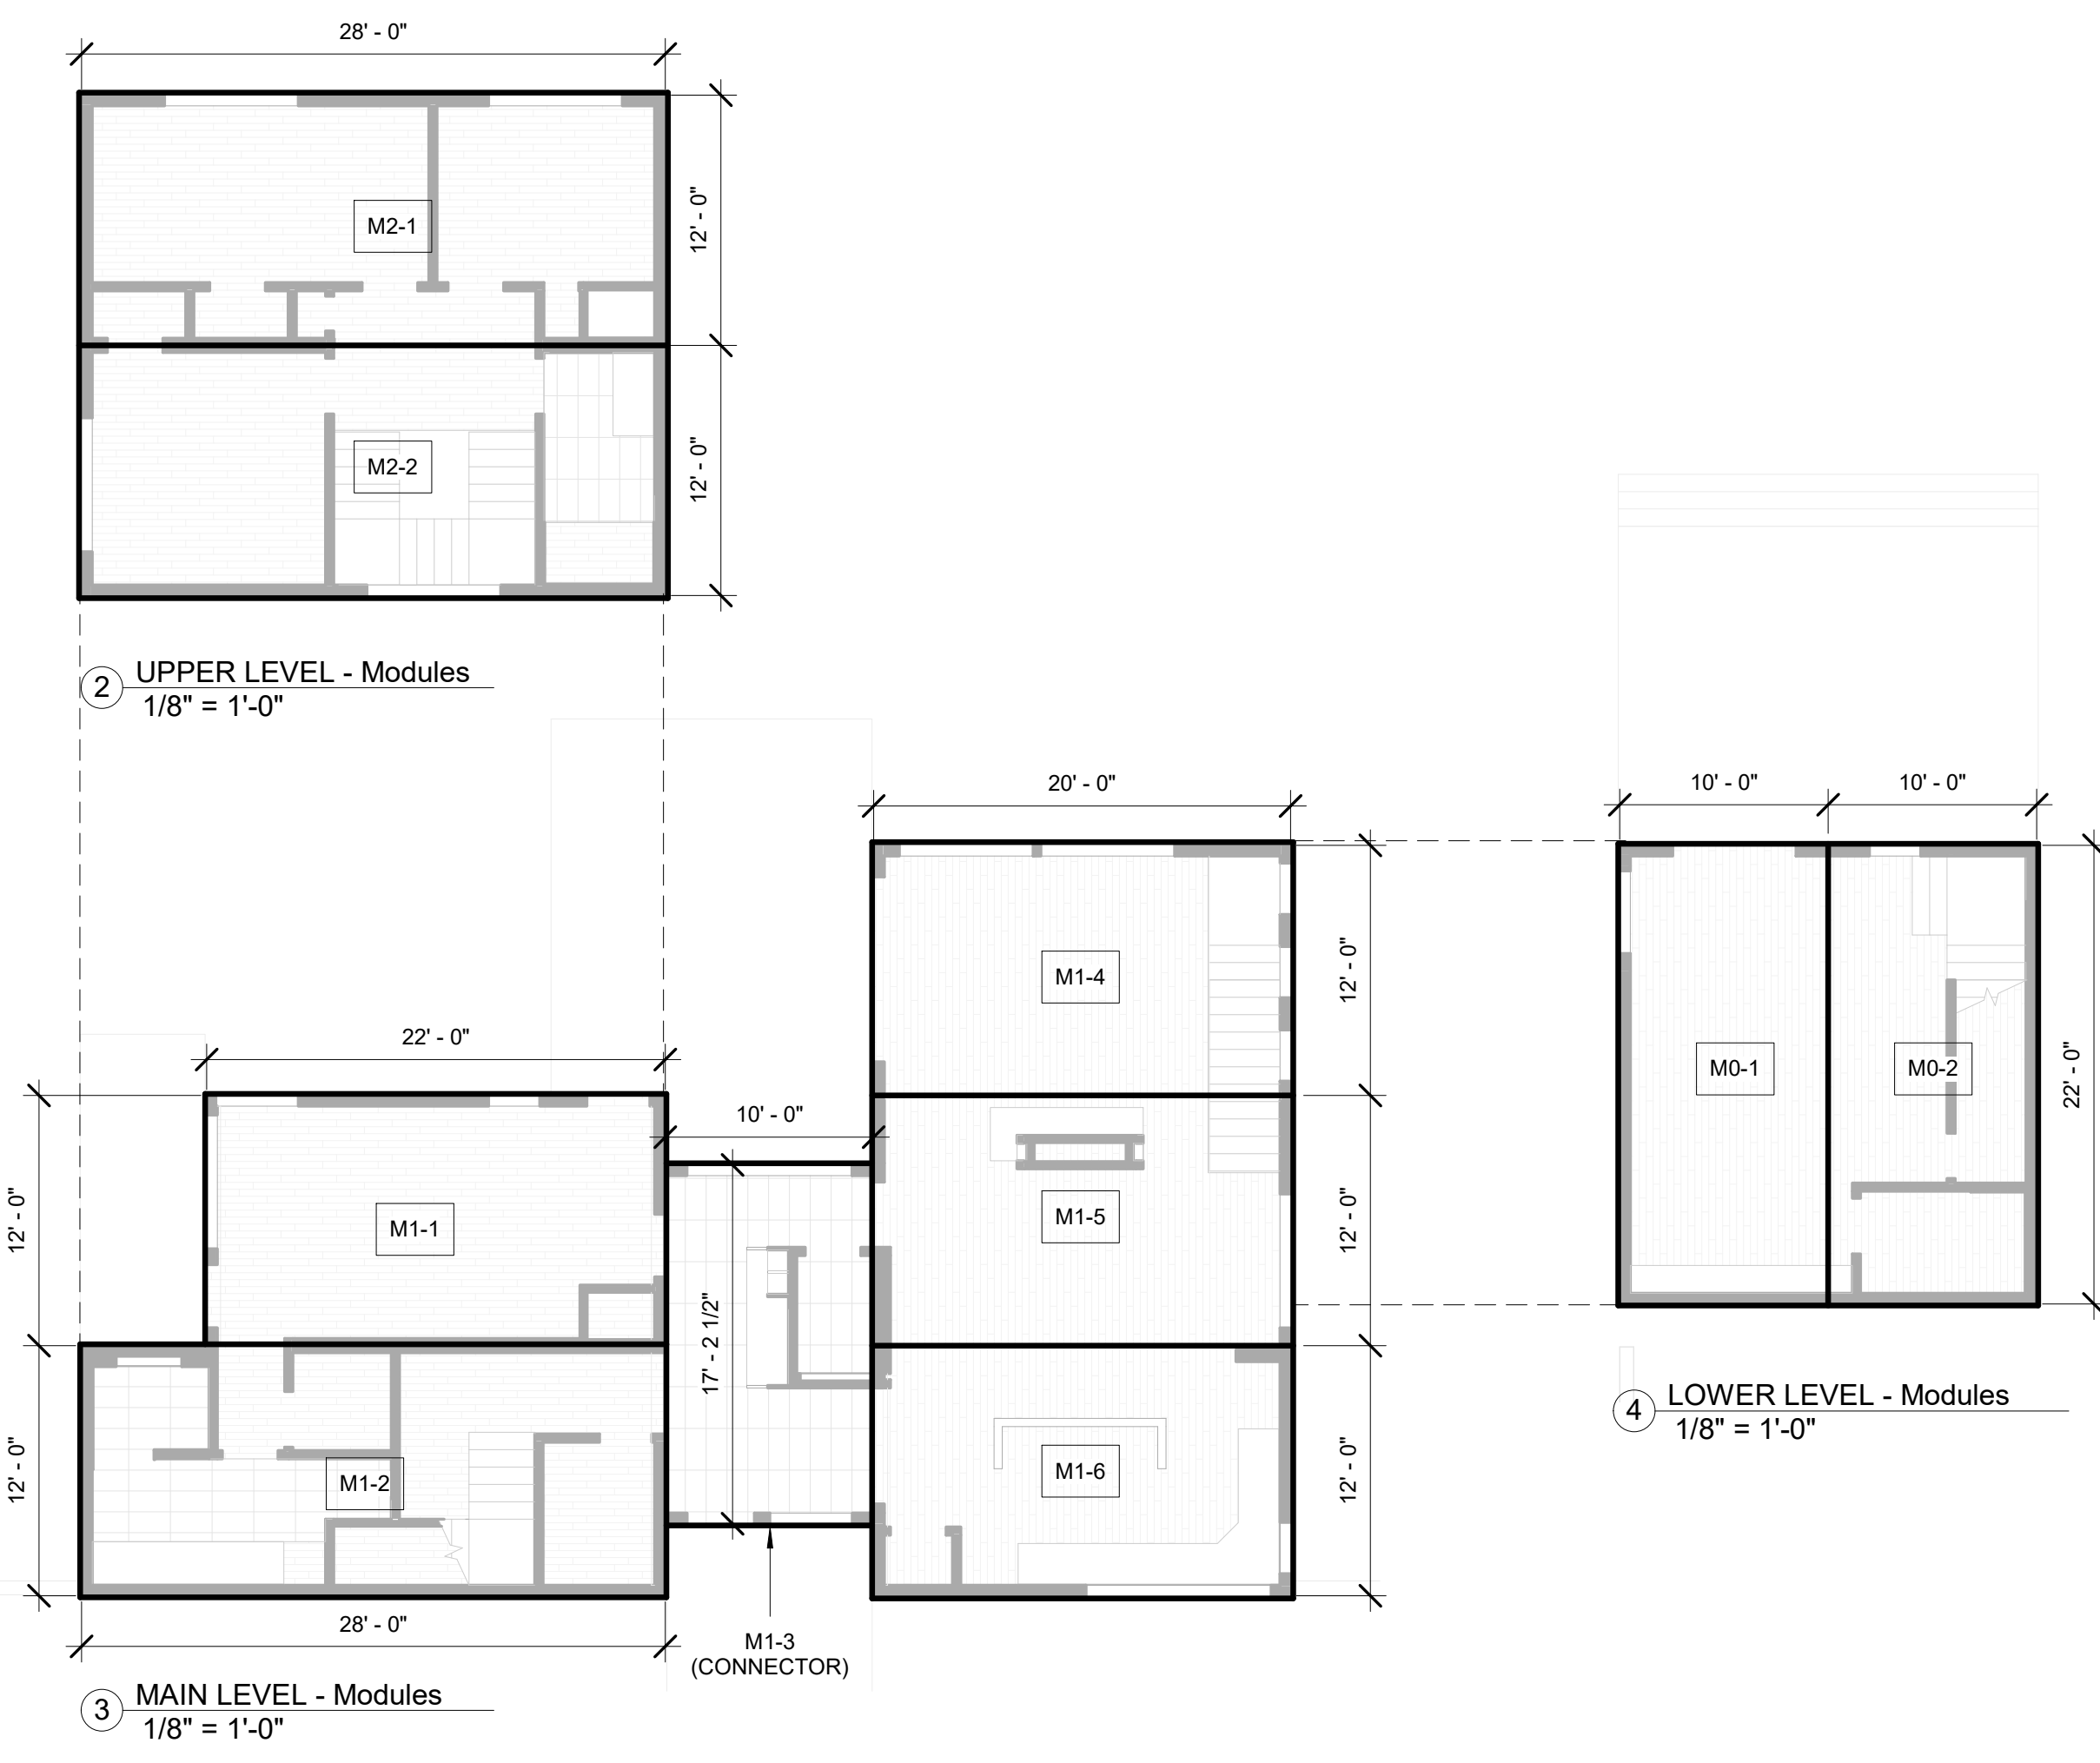 28' - 0"
12' - 0"
M2-1
12' - 0"
M2-2
2 UPPER LEVEL - Modules
1/8" = 1'-0"
20' - 0"
10' - 0" 10' - 0"
22' - 0"
12' - 0"
M1-4
M0-1
M0-2
22' - 0"
10' - 0"
12' - 0"
M1-1
M1-5
12' - 0"
17' - 2 1/2"
4 LOWER LEVEL - Modules
1/8" = 1'-0"
12' - 0"
M1-2
M1-6
12' - 0"
28' - 0"
M1-3
(CONNECTOR)
3 MAIN LEVEL - Modules
1/8" = 1'-0"